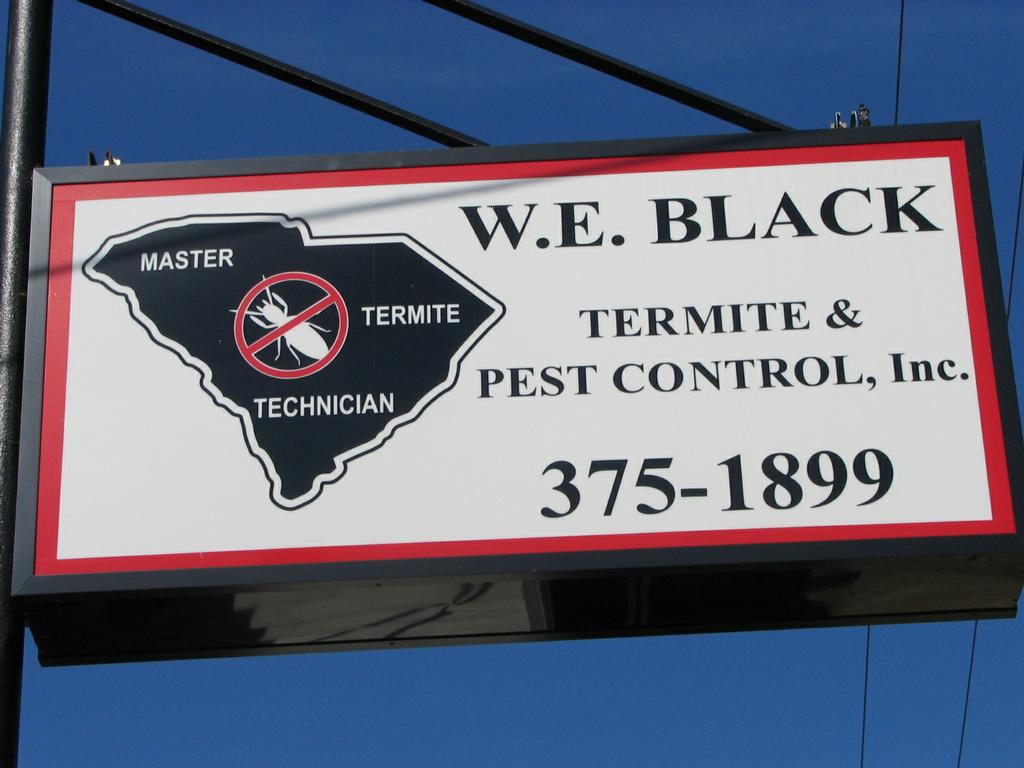 MASTER
TERMITE
TECHNICIAN
W.E. BLACK
TERMITE &
PEST CONTROL, Inc.
375-1899